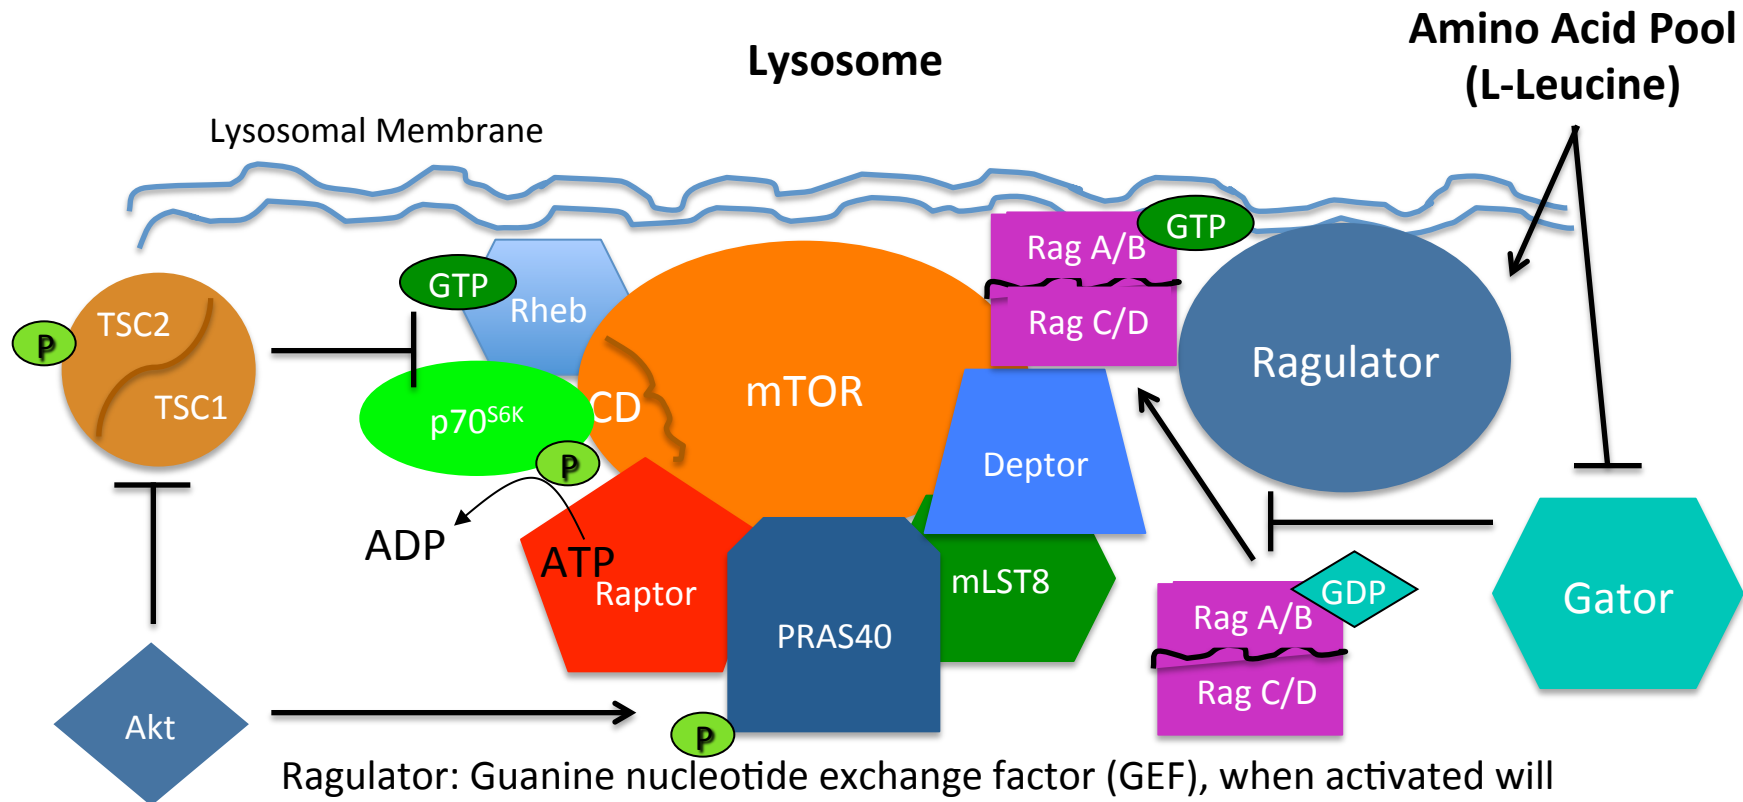 Amino Acid Pool
(L-Leucine)
Lysosome
Lysosomal Membrane
GTP
Rag A/B
GTP
Rheb
Rag C/D
TSC2
P
TSC1
mTOR
Ragulator
CD
p70S6K
P
Deptor
ADP
ATP
Raptor
mLST8
PRAS40
GDP
Rag A/B
Rag C/D
Gator
Akt
P
Ragulator: Guanine nucleotide exchange factor (GEF), when activated will